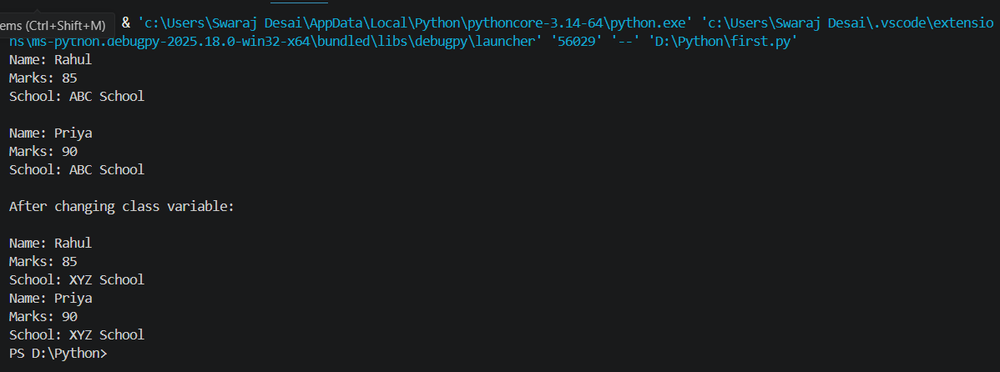 ems (Ctrl+Shift+M) & 'c:\Users\Swaraj Desai\AppData\Local\Python\pythoncore-3.14-64\python.exe' 'c:\Users\Swaraj Desai\.vscode\extensio
ns\ms-python.debugpy-2025.18.0-win32-x64\bundled\libs\debugpy\launcher' '56029' '--' 'D:\Python\first.py'
Name: Rahul
Marks: 85
School: ABC School
Name: Priya
Marks: 90
School: ABC School
After changing class variable:
Name: Rahul
Marks: 85
School: XYZ School
Name: Priya
Marks: 90
School: XYZ School
PS D:\Python>